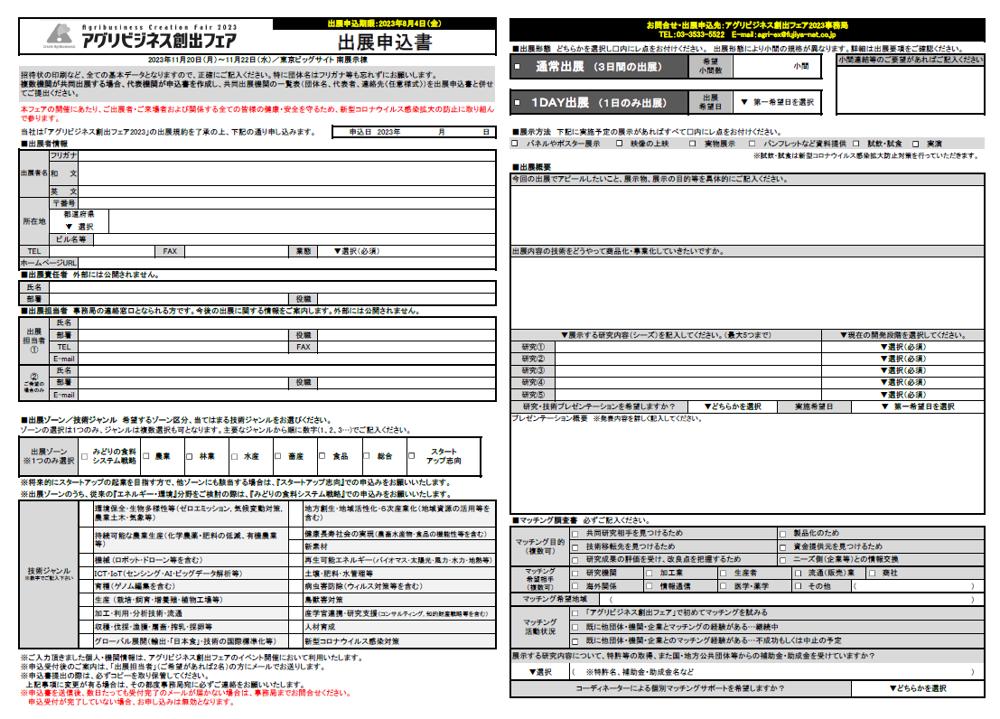 Agribusiness Creation Fair 2023
アグリビジネス創出フェア
出展申込期限:2023年8月4日(金)
出展申込書
2023年11月20日(月)~11月22日(水)/東京ビッグサイト 南展示棟
招待状の印刷など、全ての基本データとなりますので、正確にご記入ください。特に団体名はフリガナ等も忘れずにお願いします。
複数機関が共同出展する場合、代表機関が申込書を作成し、共同出展機関の一覧表(団体名、代表者、連絡先(任意様式))を出展申込書と併せ
てご提出ください。
本フェアの開催にあたり、ご出展者・ご来場者および関係する全ての皆様の健康・安全を守るため、新型コロナウイルス感染拡大の防止に取り組ん
で参ります。
当社は「アグリビジネス創出フェア2023」の出展規約を了承の上、下記の通り申し込みます。
申込日 2023年 月 日
■出展者情報
出展者名
フリガナ
和 文
英 文
所在地
〒番号
都道府県
▼ 選択
ビル名等
TEL FAX 業態 ▼選択(必須)
ホームページURL
■出展責任者 外部には公開されません。
氏名
部署 役職
■出展担当者 事務局の連絡窓口となられる方です。今後の出展に関する情報をご案内します。外部には公開されません。
出展
担当者
①
氏名
部署 役職
TEL FAX
E-mail
②
ご希望の
場合のみ
氏名
部署 役職
E-mail
■出展ゾーン/技術ジャンル 希望するゾーン区分、当てはまる技術ジャンルをお選びください。
ゾーンの選択は1つのみ、ジャンルは複数選択も可となります。主要なジャンルから順に数字(1、2、3…)でご記入ください。
出展ゾーン
※1つのみ選択
□ みどりの食料
システム戦略
□ 農業 □ 林業 □ 水産 □ 畜産 □ 食品 □ 総合 □ スタート
アップ志向
※将来的にスタートアップの起業を目指す方で、他ゾーンにも該当する場合は、『スタートアップ志向』での申込みをお願いいたします。
※出展ゾーンのうち、従来の『エネルギー・環境』分野をご検討の際は、『みどりの食料システム戦略』での申込みをお願いいたします。
技術ジャンル
※数字でご記入下さい
環境保全・生物多様性等(ゼロエミッション、気候変動対策、
農業土木・気象等)
地方創生・地域活性化・6次産業化(地域資源の活用等を
含む)
持続可能な農業生産(化学農薬・肥料の低減、有機農業
等)
健康長寿社会の実現(農畜水産物・食品の機能性等を含む)
新素材
機械(ロボット・ドローン等を含む)
再生可能エネルギー(バイオマス・太陽光・風力・水力・地熱等)
ICT・IoT(センシング・AI・ビッグデータ解析等)
土壌・肥料・水管理等
育種(ゲノム編集を含む)
病虫害防除(ウィルス対策等を含む)
生産(栽培・飼育・増養殖・植物工場等)
鳥獣害対策
加工・利用・分析技術・流通
産学官連携・研究支援(コンサルティング、知的財産戦略等を含む)
収穫・伐採・漁獲・屠畜・搾乳・採卵等
人材育成
グローバル展開(輸出・「日本食」・技術の国際標準化等)
新型コロナウイルス感染対策
※ご入力頂きました個人・機関情報は、アグリビジネス創出フェアのイベント開催において利用いたします。
※申込受付後のご案内は、「出展担当者」(ご希望があれば2名)の方にメールでお送りします。
※申込書提出の際は、必ずコピーを取り保管してください。
上記事項に変更が有る場合は、その都度事務局宛に必ずご連絡をお願いいたします。
※申込書を送信後、数日たっても受付完了のメールが届かない場合は、事務局までお問合せください。
申込受付が完了していない場合、お申し込みは無効となります。
お問合せ・出展申込み先:アグリビジネス創出フェア2023事務局
TEL:03-3533-5522 E-mail:agri-ex@fujiya-net.co.jp
■出展形態 どちらかを選択し□内にレ点をお付けください。 出展形態により小間の規格が異なります。詳細は出展要項をご確認ください。
□ 通常出展 (3日間の出展)
希望
小間数
小間
小間連結等のご要望があればご記入ください
□ 1DAY出展 (1日のみ出展)
出展
希望日
▼ 第一希望日を選択
■展示方法 下記に実施予定の展示があればすべて□内にレ点をお付けください。
□ パネルやポスター展示 □ 映像の上映 □ 実物展示 □ パンフレットなど資料提供 □ 試飲・試食 □ 実演
※試飲・試食は新型コロナウイルス感染拡大防止対策を行っていただきます。
■出展概要
今回の出展でアピールしたいこと、展示物、展示の目的等を具体的にご記入ください。
出展内容の技術をどうやって商品化・事業化していきたいですか。
▼展示する研究内容(シーズ)を記入してください。(最大5つまで) ▼現在の開発段階を選択してください。
研究① ▼選択(必須)
研究② ▼選択(必須)
研究③ ▼選択(必須)
研究④ ▼選択(必須)
研究⑤ ▼選択(必須)
研究・技術プレゼンテーションを希望しますか? ▼どちらかを選択 実施希望日 ▼ 第一希望日を選択
プレゼンテーション概要 ※発表内容を詳しく記入してください。
■マッチング調査書 必ずご記入ください。
マッチング目的
(複数可)
□ 共同研究相手を見つけるため □ 製品化のため
□ 技術移転先を見つけるため □ 資金提供元を見つけるため
□ 研究成果の評価を受け、改良点を把握するため □ ニーズ側(企業等)との情報交換
マッチング
希望相手
(複数可)
□ 研究機関 □ 加工業 □ 生産者 □ 流通(販売)業 □ 商社
□ 海外関係 □ 情報通信 □ 医学・薬学 □ その他 ( )
マッチング希望地域 ( )
マッチング
活動状況
□ 「アグリビジネス創出フェア」で初めてマッチングを試みる
□ 既に他団体・機関・企業とマッチングの経験がある…継続中
□ 既に他団体・機関・企業とのマッチング経験がある…不成功もしくは中止の予定
展示する研究内容について、特許等の取得、また国・地方公共団体等からの補助金・助成金を受けていますか?
▼選択 ( ※特許名、補助金・助成金名など )
コーディネーターによる個別マッチングサポートを希望しますか? ▼どちらかを選択